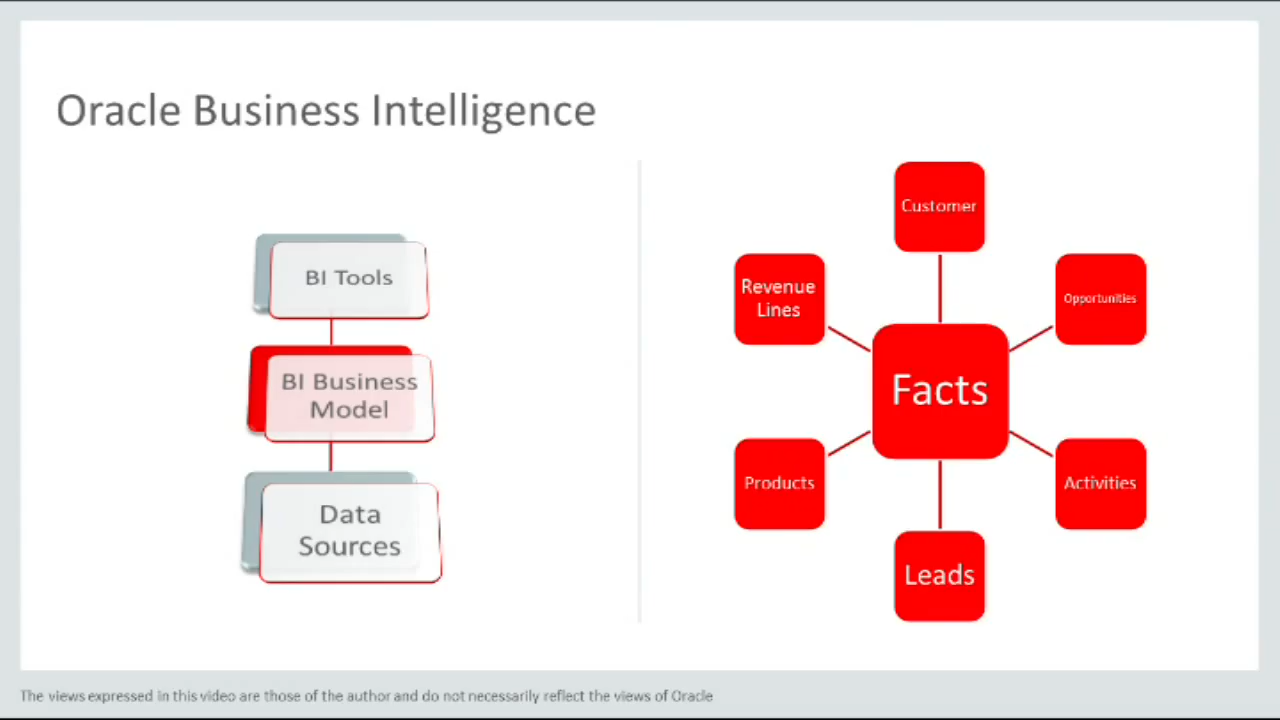 Oracle Business Intelligence
BI Tools
BI Business
Model
Data
Sources
Customer
Revenue
Lines
Opportunities
Facts
Products
Activities
Leads
The views expressed in this video are those of the author and do not necessarily reflect the views of Oracle